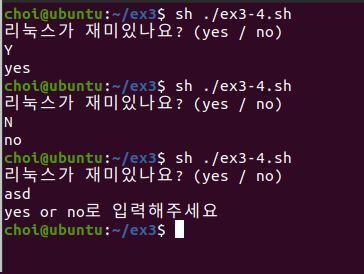 choi@ubuntu:~/ex3$ sh ./ex3-4.sh
리눅스가 재미있나요? (yes / no)
Y
yes
choi@ubuntu:~/ex3$ sh ./ex3-4.sh
리눅스가 재미있나요? (yes / no)
N
no
choi@ubuntu:~/ex3$ sh ./ex3-4.sh
리눅스가 재미있나요? (yes / no)
asd
yes or no로 입력해주세요
choi@ubuntu:~/ex3$